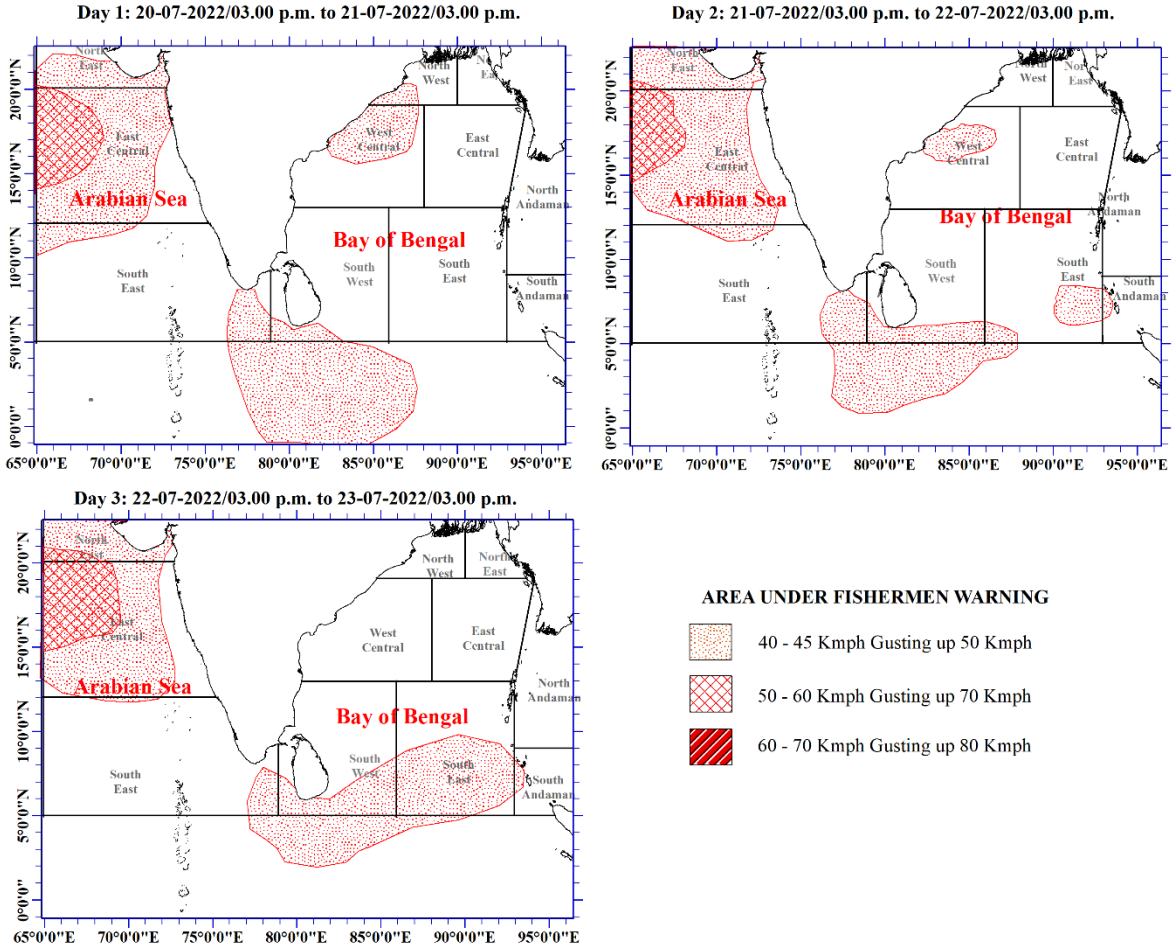 Day 1: 20-07-2022/03.00 p.m. to 21-07-2022/03.00 p.m.
North
East
North
West
West
Central
East
Central
East
Central
North
Andaman
Arabian Sea
Bay of Bengal
South
East
South
West
South
East
South
Andaman
20°0'0"N
15°0'0"N
10°0'0"N
5°0'0"N
0°0'0"
65°0'0"E 70°0'0"E 75°0'0"E 80°0'0"E 85°0'0"E 90°0'0"E 95°0'0"E
Day 2: 21-07-2022/03.00 p.m. to 22-07-2022/03.00 p.m.
North
East
North
West
North
East
West
Central
East
Central
East
Central
North
Andaman
Arabian Sea
Bay of Bengal
South
East
South
West
South
East
South
Andaman
20°0'0"N
15°0'0"N
10°0'0"N
5°0'0"N
0°0'0"
65°0'0"E 70°0'0"E 75°0'0"E 80°0'0"E 85°0'0"E 90°0'0"E 95°0'0"E
Day 3: 22-07-2022/03.00 p.m. to 23-07-2022/03.00 p.m.
North
East
North
West
North
East
East
Central
West
Central
East
Central
North
Andaman
Arabian Sea
Bay of Bengal
South
East
South
West
South
East
South
Andaman
20°0'0"N
15°0'0"N
10°0'0"N
5°0'0"N
0°0'0"
65°0'0"E 70°0'0"E 75°0'0"E 80°0'0"E 85°0'0"E 90°0'0"E 95°0'0"E
AREA UNDER FISHERMEN WARNING
40 - 45 Kmph Gusting up 50 Kmph
50 - 60 Kmph Gusting up 70 Kmph
60 - 70 Kmph Gusting up 80 Kmph